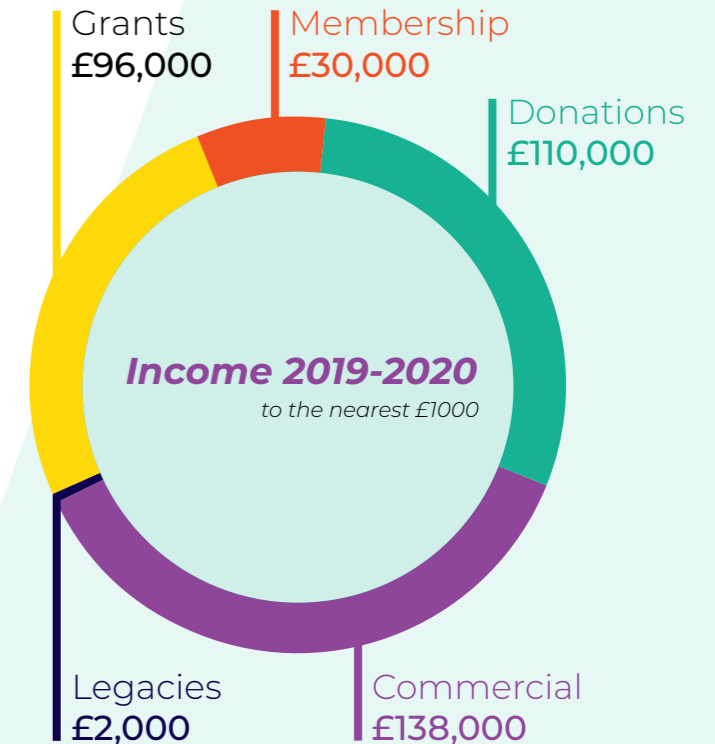 Grants
£96,000
Membership
£30,000
Donations
£110,000
Income 2019-2020
to the nearest £1000
Legacies
£2,000
Commercial
£138,000